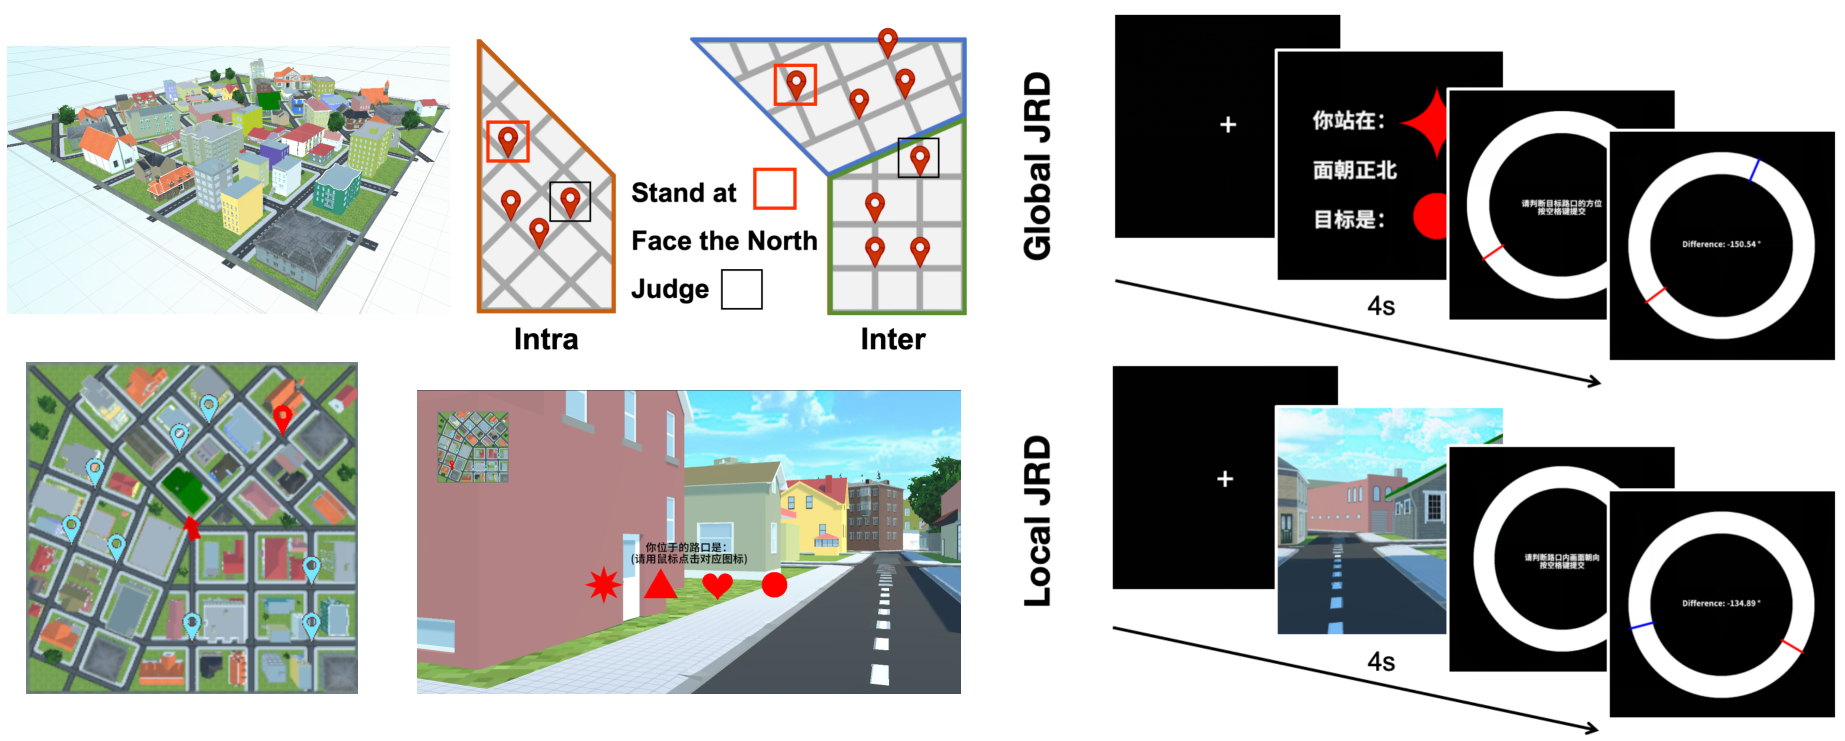 Stand at
Face the North
Judge
Intra
Inter
你位于的路口是：
(请用鼠标点击对应图标)
Global JRD
你站在：
面朝正北
目标是：
请判断目标路口的方位
按空格键提交
Difference: -150.54 °
4s
Local JRD
请判断路口内画面朝向
按空格键提交
Difference: -134.89 °
4s